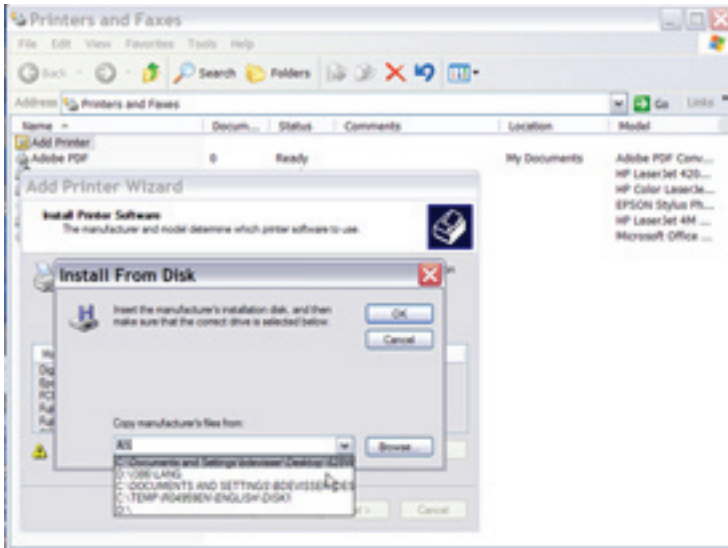 Printers and Faxes
File Edit View Favorites Tools Help
Back Search Folders
Address Printers and Faxes Go Links
Name Docum... Status Comments Location Model
Add Printer
Adobe PDF 0 Ready My Documents Adobe PDF Conv...
HP LaserJet 420...
HP Color LaserJe...
EPSON Stylus Ph...
HP LaserJet 4M ...
Microsoft Office ...
Add Printer Wizard
Install Printer Software
The manufacturer and model determine which printer software to use.
Install From Disk
Insert the manufacturer's installation disk, and then
make sure that the correct drive is selected below.
OK
Cancel
Copy manufacturer's files from:
Browse...
D:\
Cancel